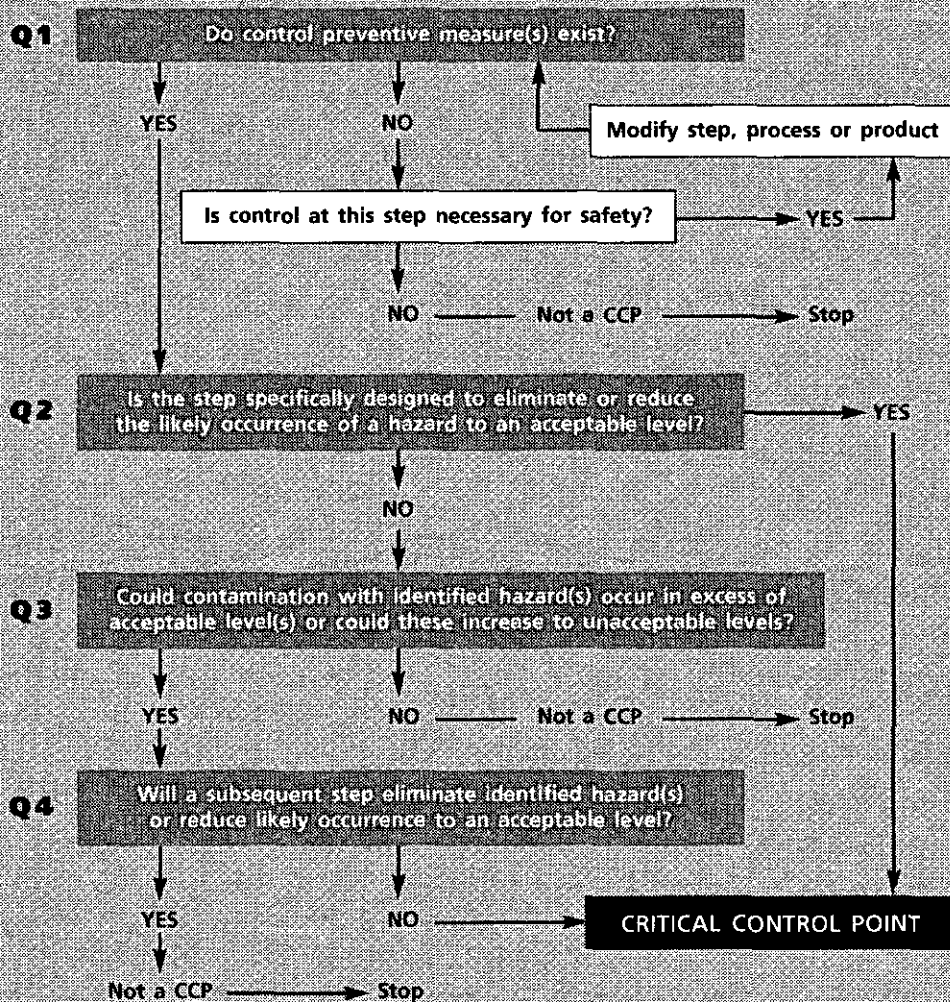 Q1 Do control preventive measure(s) exist?
YES NO
Modify step, process or product
Is control at this step necessary for safety? YES
NO Not a CCP Stop
Q2 Is the step specifically designed to eliminate or reduce
the likely occurrence of a hazard to an acceptable level? YES
NO
Q3 Could contamination with identified hazard(s) occur in excess of
acceptable level(s) or could these increase to unacceptable levels?
YES NO Not a CCP Stop
Q4 Will a subsequent step eliminate identified hazard(s)
or reduce likely occurrence to an acceptable level?
YES NO CRITICAL CONTROL POINT
Not a CCP Stop